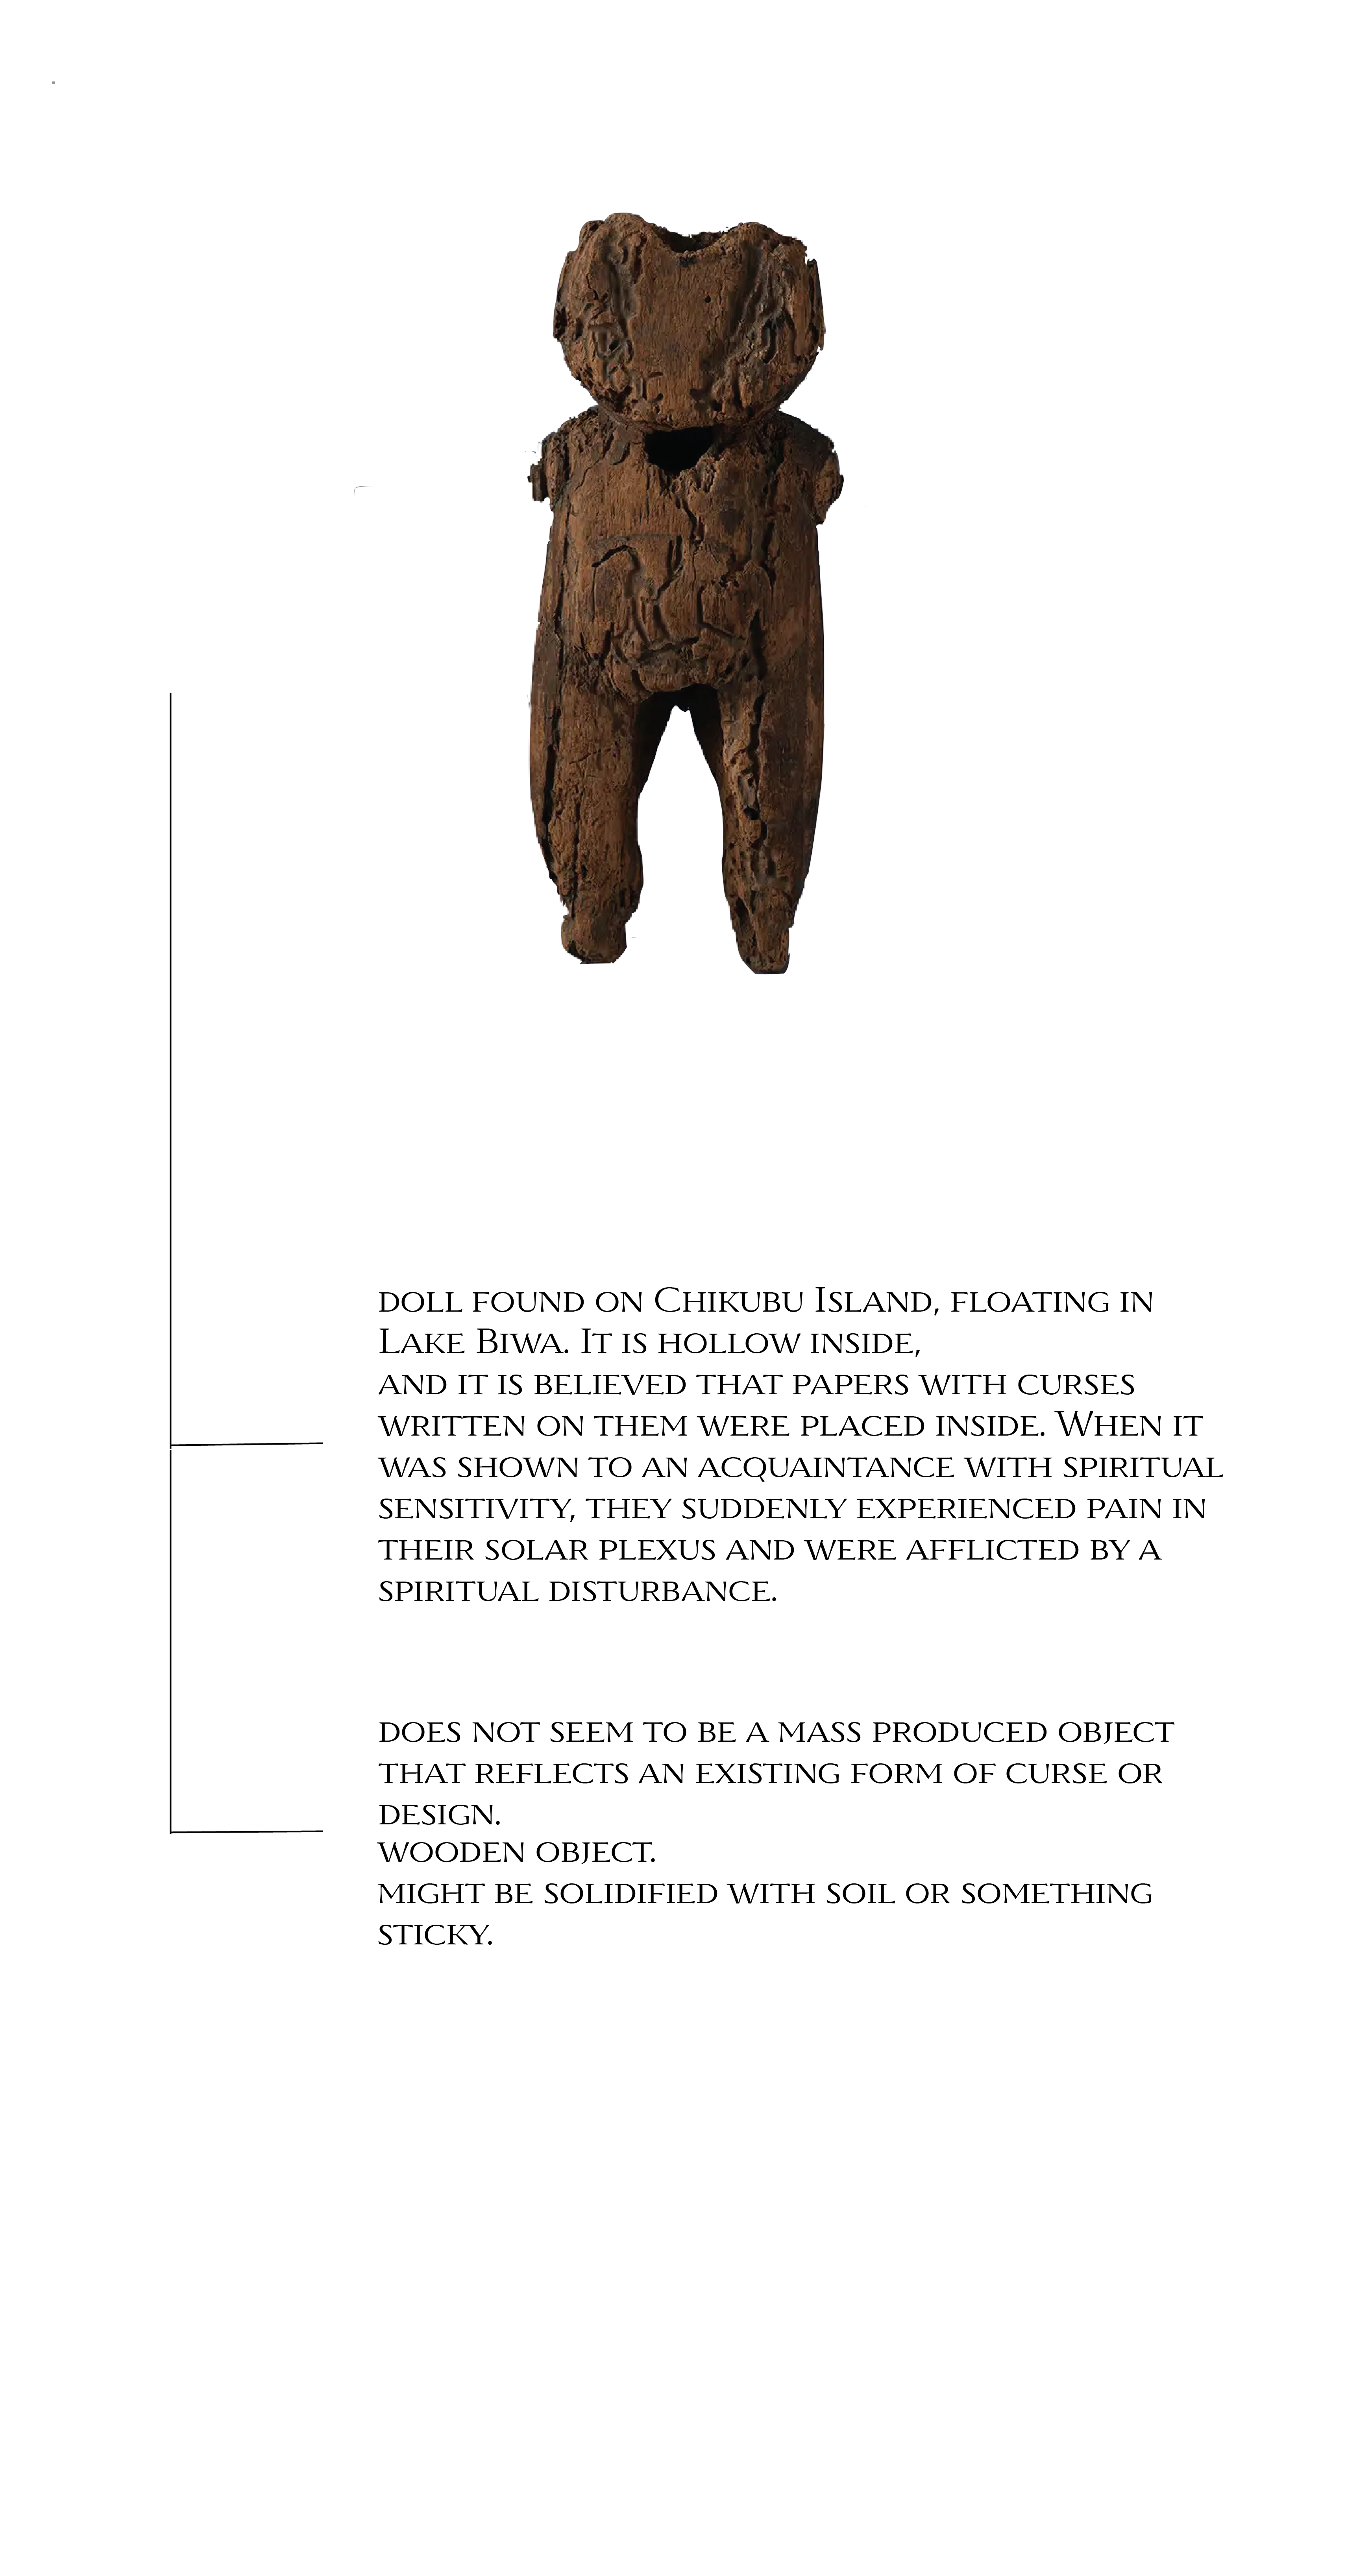 DOLL FOUND ON CHIKUBU ISLAND, FLOATING IN
LAKE BIWA. IT IS HOLLOW INSIDE,
AND IT IS BELIEVED THAT PAPERS WITH CURSES
WRITTEN ON THEM WERE PLACED INSIDE. WHEN IT
WAS SHOWN TO AN ACQUAINTANCE WITH SPIRITUAL
SENSITIVITY, THEY SUDDENLY EXPERIENCED PAIN IN
THEIR SOLAR PLEXUS AND WERE AFFLICTED BY A
SPIRITUAL DISTURBANCE.
DOES NOT SEEM TO BE A MASS PRODUCED OBJECT
THAT REFLECTS AN EXISTING FORM OF CURSE OR
DESIGN.
WOODEN OBJECT.
MIGHT BE SOLIDIFIED WITH SOIL OR SOMETHING
STICKY.